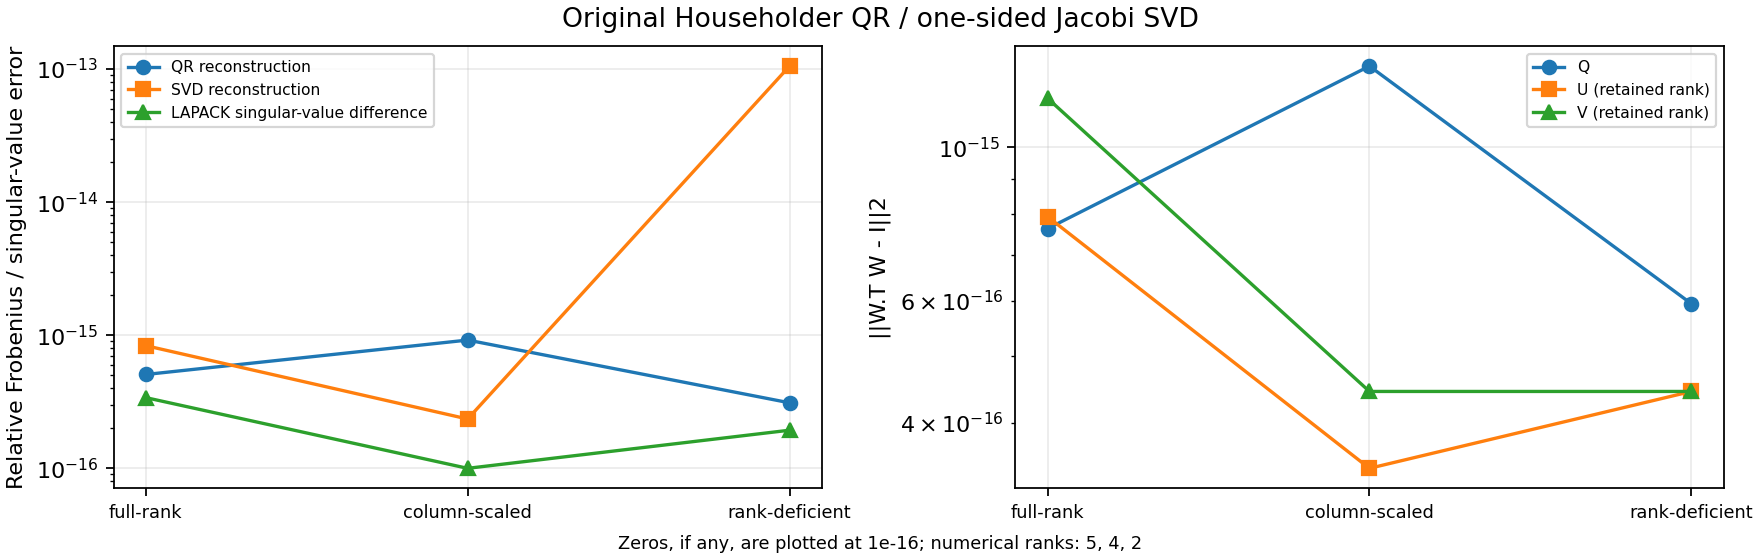 Original Householder QR / one-sided Jacobi SVD
Relative Frobenius / singular-value error
10⁻¹³
10⁻¹⁴
10⁻¹⁵
10⁻¹⁶
QR reconstruction
SVD reconstruction
LAPACK singular-value difference
full-rank
column-scaled
rank-deficient
||W.T W - I||2
10⁻¹⁵
6 × 10⁻¹⁶
4 × 10⁻¹⁶
Q
U (retained rank)
V (retained rank)
full-rank
column-scaled
rank-deficient
Zeros, if any, are plotted at 1e-16; numerical ranks: 5, 4, 2